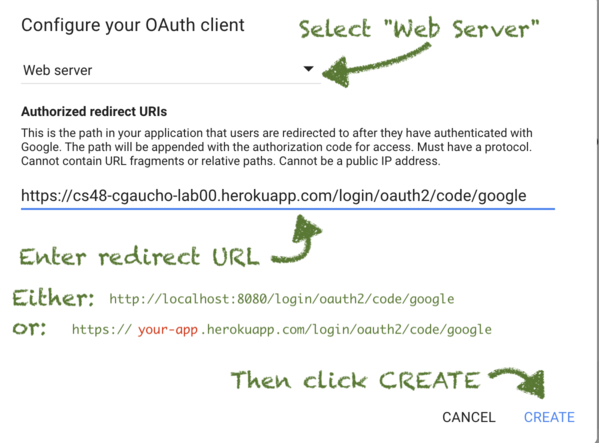 Configure your OAuth client
Select "Web Server"
Web server
Authorized redirect URIs
This is the path in your application that users are redirected to after they have authenticated with
Google. The path will be appended with the authorization code for access. Must have a protocol.
Cannot contain URL fragments or relative paths. Cannot be a public IP address.
https://cs48-cgaucho-lab00.herokuapp.com/login/oauth2/code/google
Enter redirect URL
Either: http://localhost:8080/login/oauth2/code/google
or: https:// your-app .herokuapp.com/login/oauth2/code/google
Then click CREATE
CANCEL CREATE